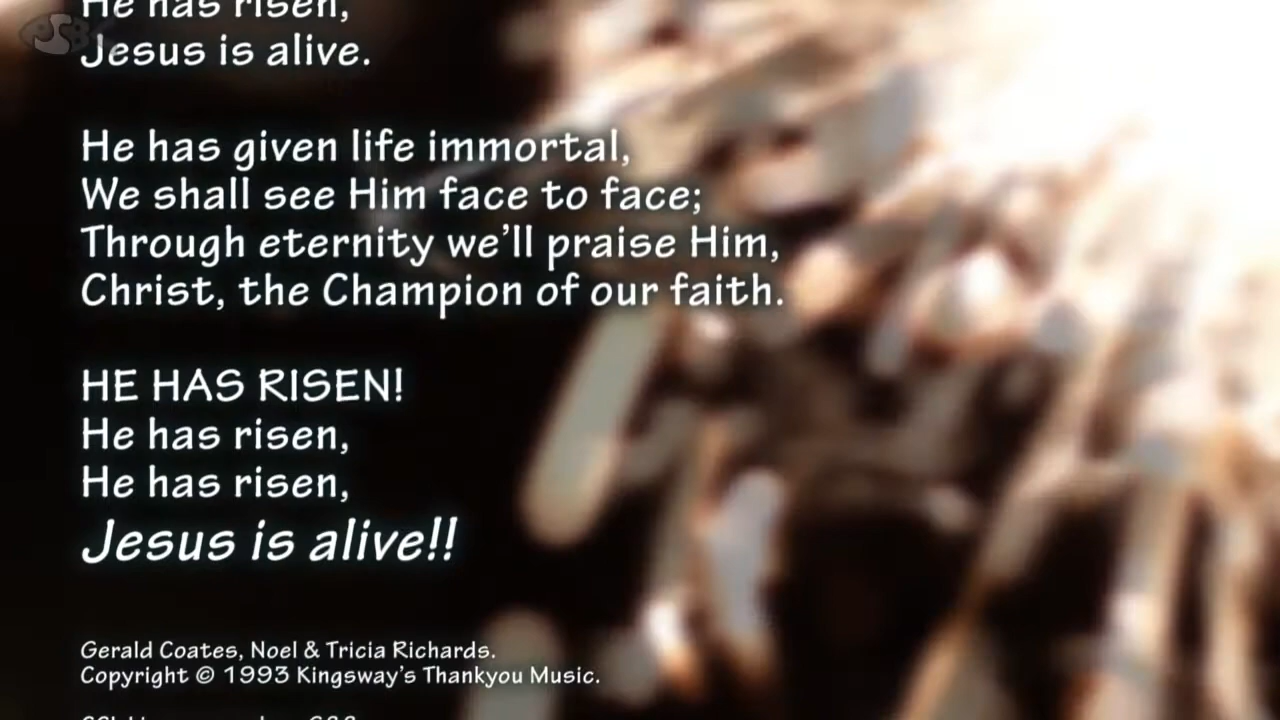 He has risen,
Jesus is alive.
He has given life immortal,
We shall see Him face to face;
Through eternity we'll praise Him,
Christ, the Champion of our faith.
HE HAS RISEN!
He has risen,
He has risen,
Jesus is alive!!
Gerald Coates, Noel & Tricia Richards.
Copyright © 1993 Kingsway's Thankyou Music.